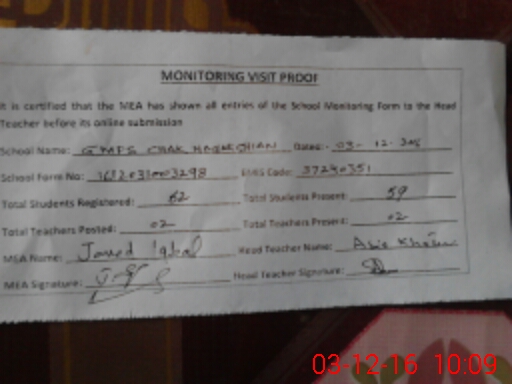 MONITORING VISIT PROOF
It is certified that the MEA has shown all entries of the School Monitoring Form to the Head
Teacher before its online submission
School Name: GMPS CHAK Dated:- 03- 12-
School Form No: EMIS Code: 37240351
Total Students Registered: 62 Total Students Present: 59
Total Teachers Posted: 02 Total Teachers Present: 02
MEA Name: Javed Iqbal Head Teacher Name: Asia
MEA Signature: Head Teacher Signature:
03-12-16 10:09